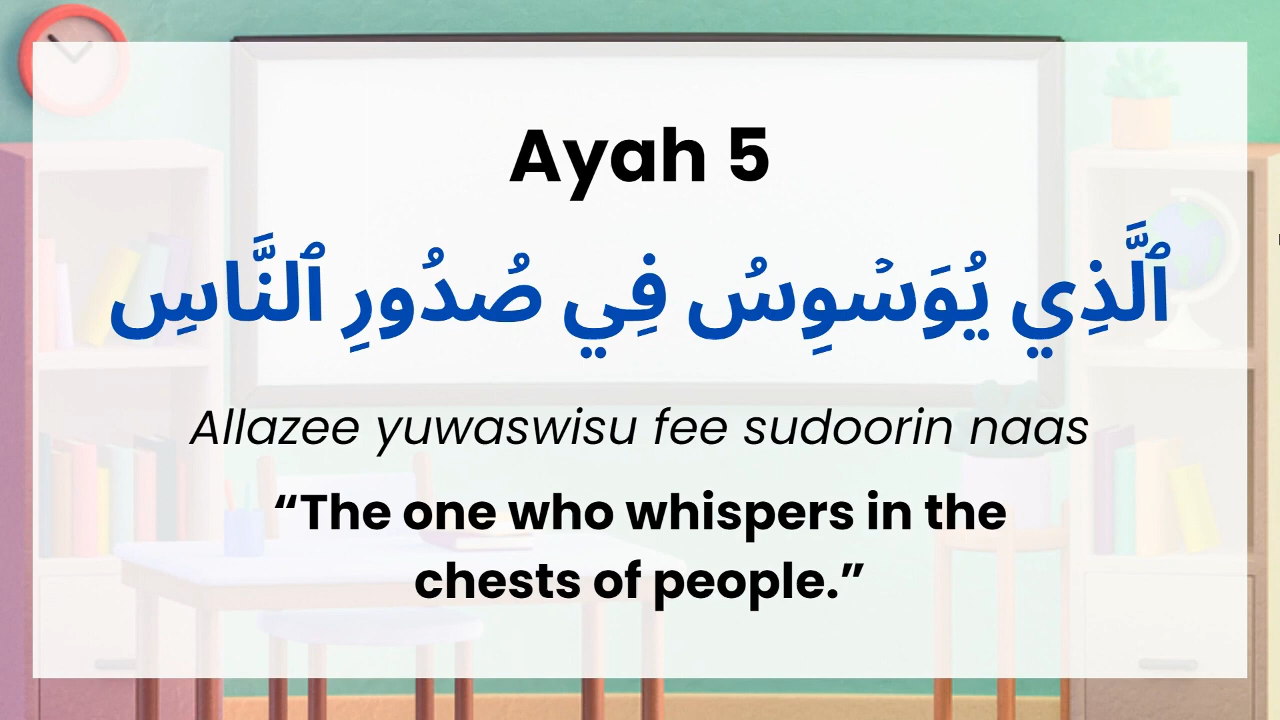 Ayah 5
ٱلَّذِي يُوَسْوِسُ فِي صُدُورِ ٱلنَّاسِ
Allazee yuwaswisu fee sudoorin naas
“The one who whispers in the
chests of people.”